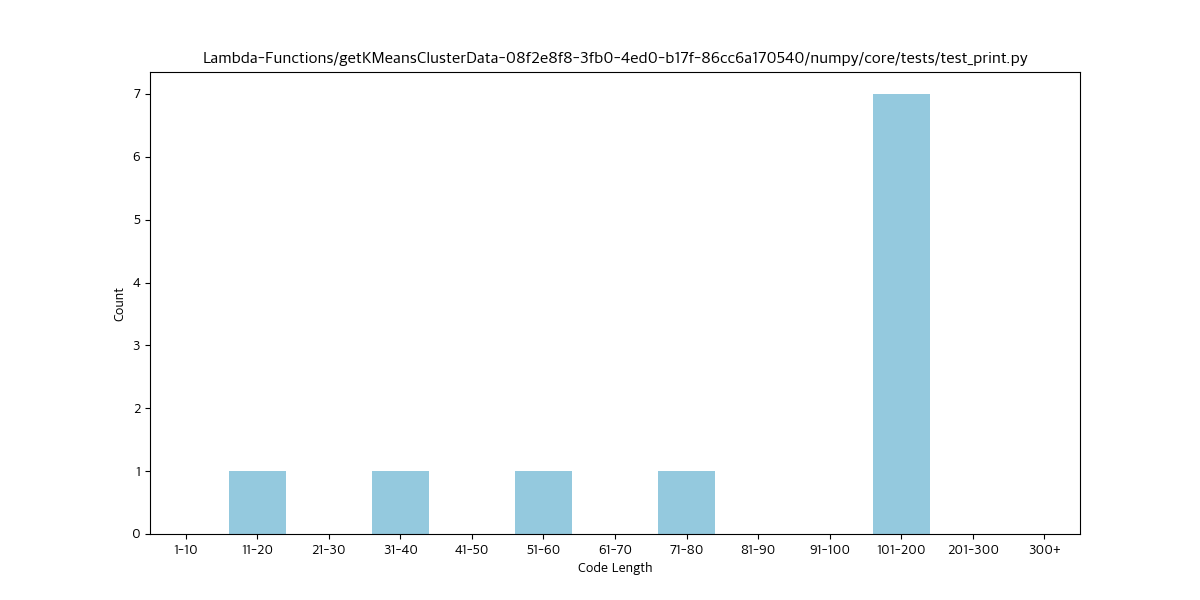 Lambda-Functions/getKMeansClusterData-08f2e8f8-3fb0-4ed0-b17f-86cc6a170540/numpy/core/tests/test_print.py
7
6
5
4
3
2
1
0
Count
1-10 11-20 21-30 31-40 41-50 51-60 61-70 71-80 81-90 91-100 101-200 201-300 300+
Code Length